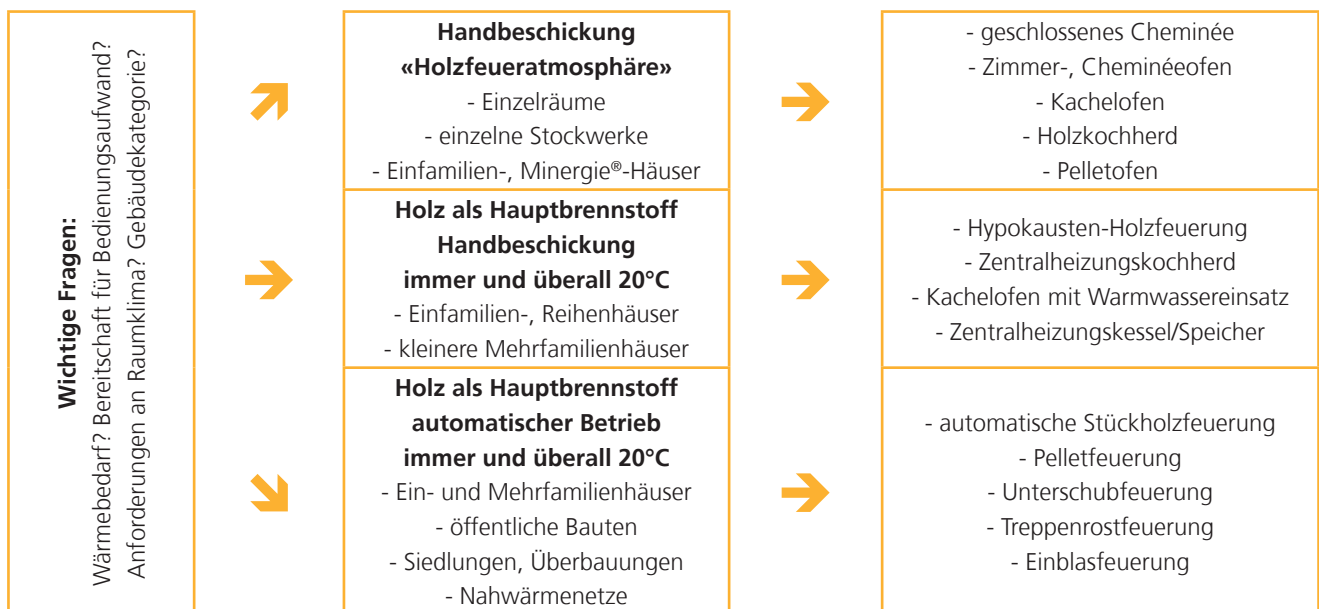 Wichtige Fragen:
Wärmebedarf? Bereitschaft für Bedienungsaufwand?
Anforderungen an Raumklima? Gebäudekategorie?
Handbeschickung
«Holzfeueratmosphäre»
- Einzelräume
- einzelne Stockwerke
- Einfamilien-, Minergie®-Häuser
- geschlossenes Cheminée
- Zimmer-, Cheminéeofen
- Kachelofen
- Holzkochherd
- Pelletofen
Holz als Hauptbrennstoff
Handbeschickung
immer und überall 20°C
- Einfamilien-, Reihenhäuser
- kleinere Mehrfamilienhäuser
- Hypokausten-Holzfeuerung
- Zentralheizungskochherd
- Kachelofen mit Warmwassereinsatz
- Zentralheizungskessel/Speicher
Holz als Hauptbrennstoff
automatischer Betrieb
immer und überall 20°C
- Ein- und Mehrfamilienhäuser
- öffentliche Bauten
- Siedlungen, Überbauungen
- Nahwärmenetze
- automatische Stückholzfeuerung
- Pelletfeuerung
- Unterschubfeuerung
- Treppenrostfeuerung
- Einblasfeuerung